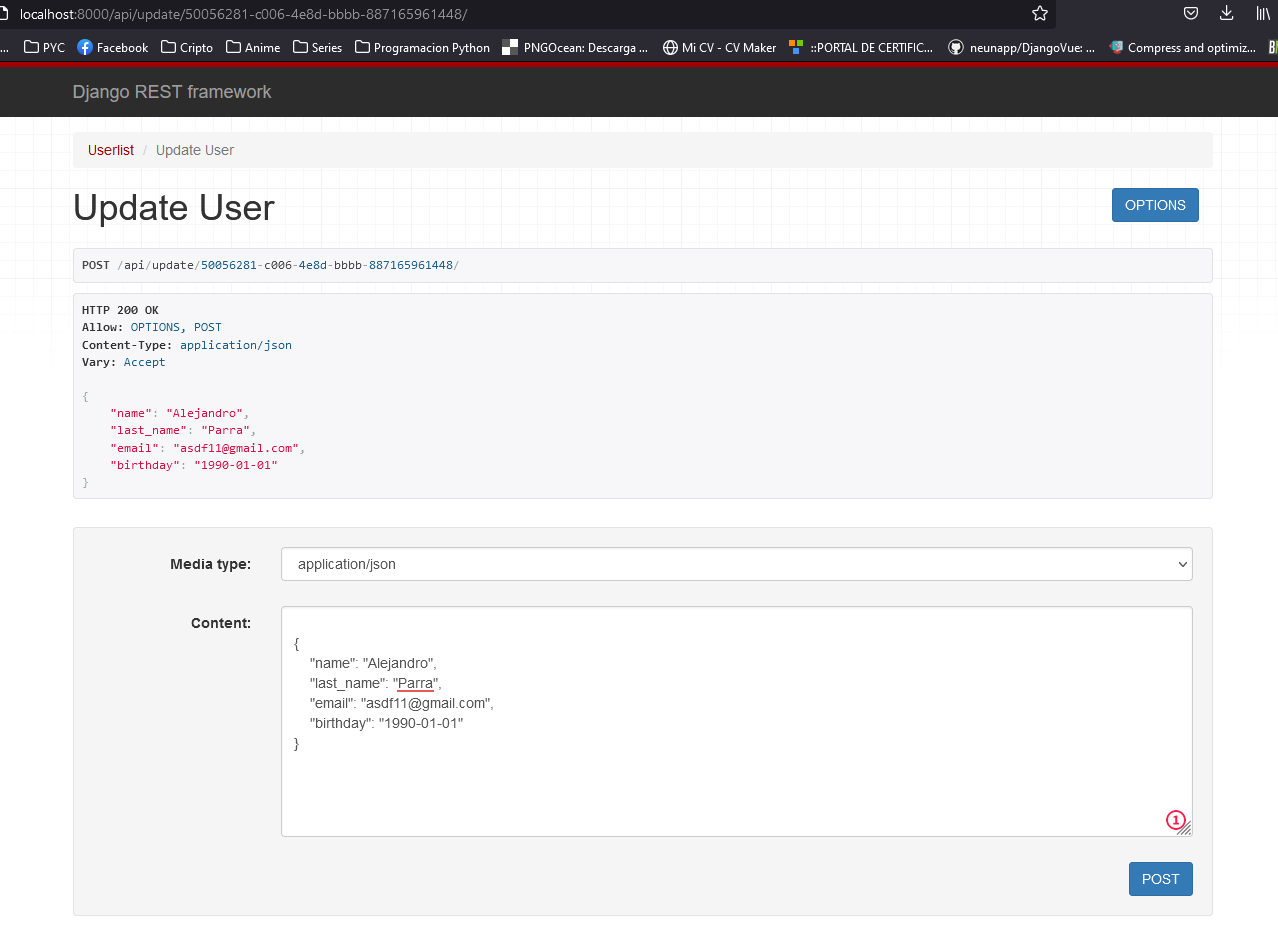 localhost:8000/api/update/50056281-c006-4e8d-bbbb-887165961448/
... PYC Facebook Cripto Anime Series Programacion Python PNGOcean: Descarga ... Mi CV - CV Maker ::PORTAL DE CERTIFIC... neunapp/DjangoVue: ... Compress and optimiz...
Django REST framework
Userlist / Update User
Update User
OPTIONS
POST /api/update/50056281-c006-4e8d-bbbb-887165961448/
HTTP 200 OK
Allow: OPTIONS, POST
Content-Type: application/json
Vary: Accept
{
"name": "Alejandro",
"last_name": "Parra",
"email": "asdf11@gmail.com",
"birthday": "1990-01-01"
}
Media type:
application/json
Content:
{
"name": "Alejandro",
"last_name": "Parra",
"email": "asdf11@gmail.com",
"birthday": "1990-01-01"
}
1
POST